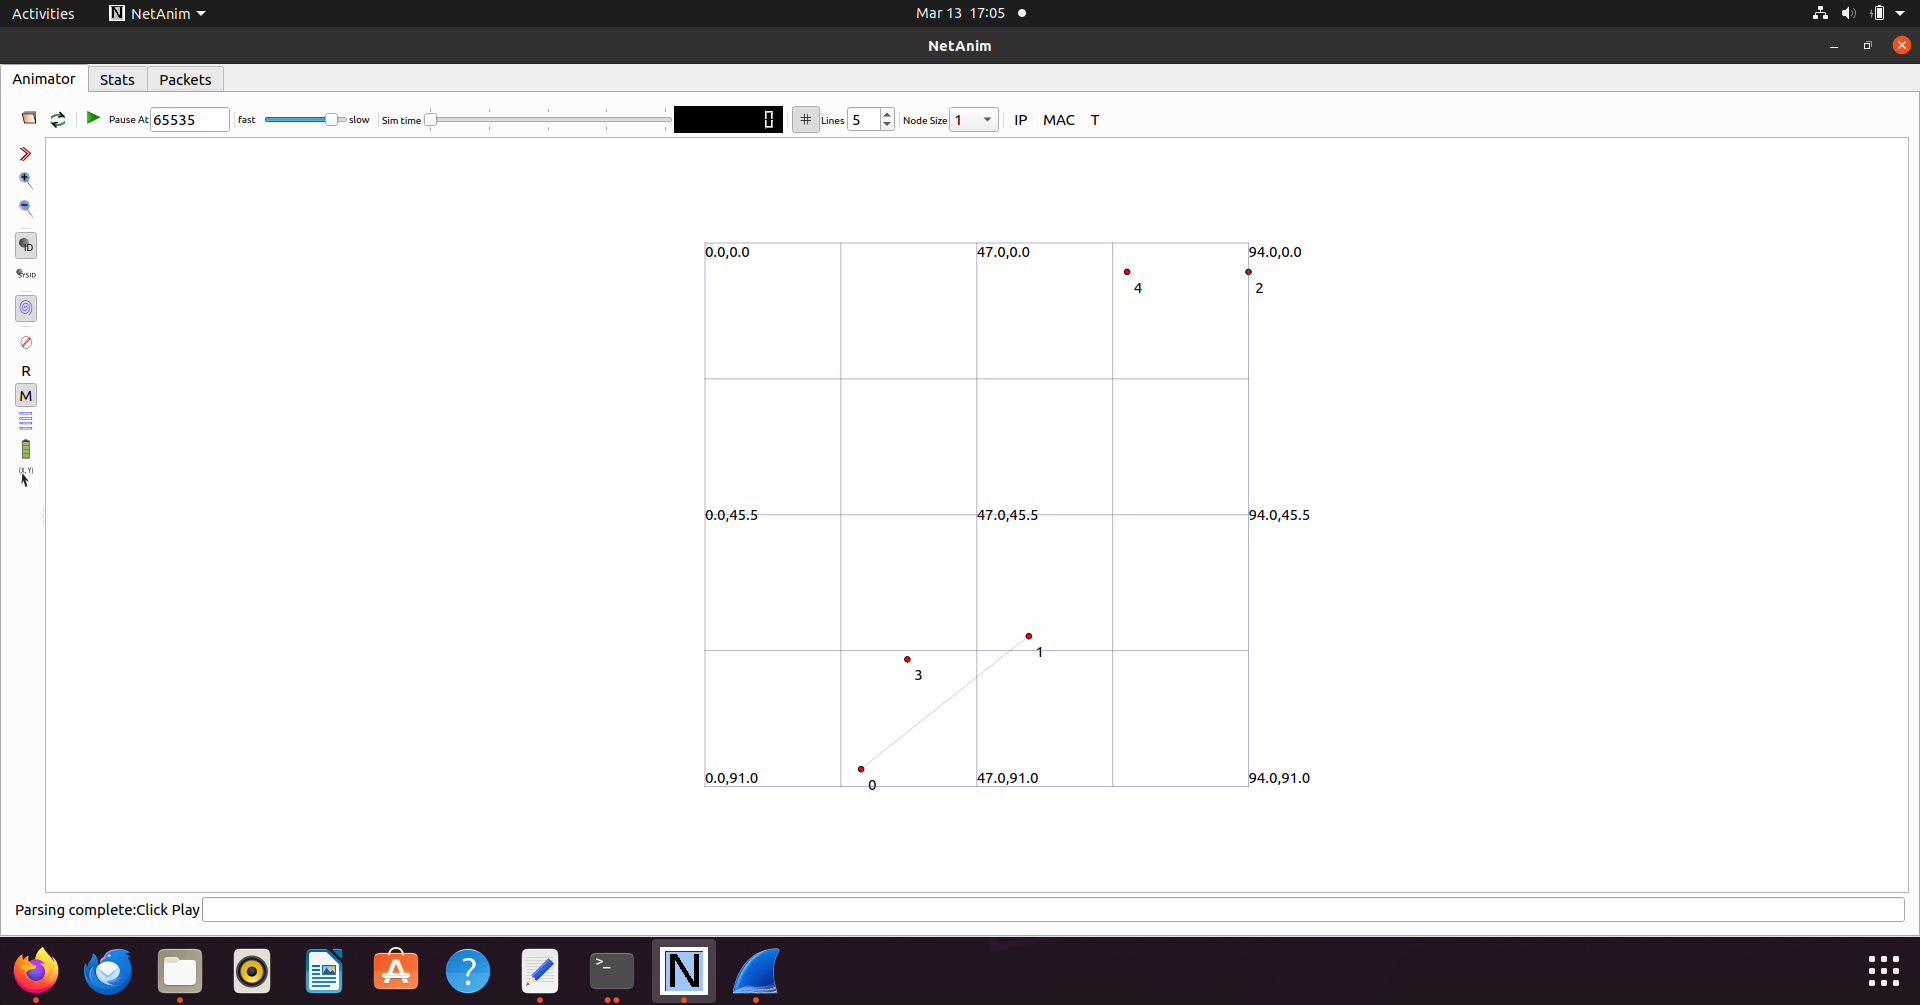 Activities NetAnim Mar 13 17:05
NetAnim
Animator Stats Packets
Pause At 65535 fast slow Sim time 0 # Lines 5 Node Size 1 IP MAC T
ID
SYSID
R
M
(X, Y)
0.0,0.0 47.0,0.0 94.0,0.0
4 2
0.0,45.5 47.0,45.5 94.0,45.5
1
3
0.0,91.0 47.0,91.0 94.0,91.0
0
Parsing complete:Click Play
A ? >_ N